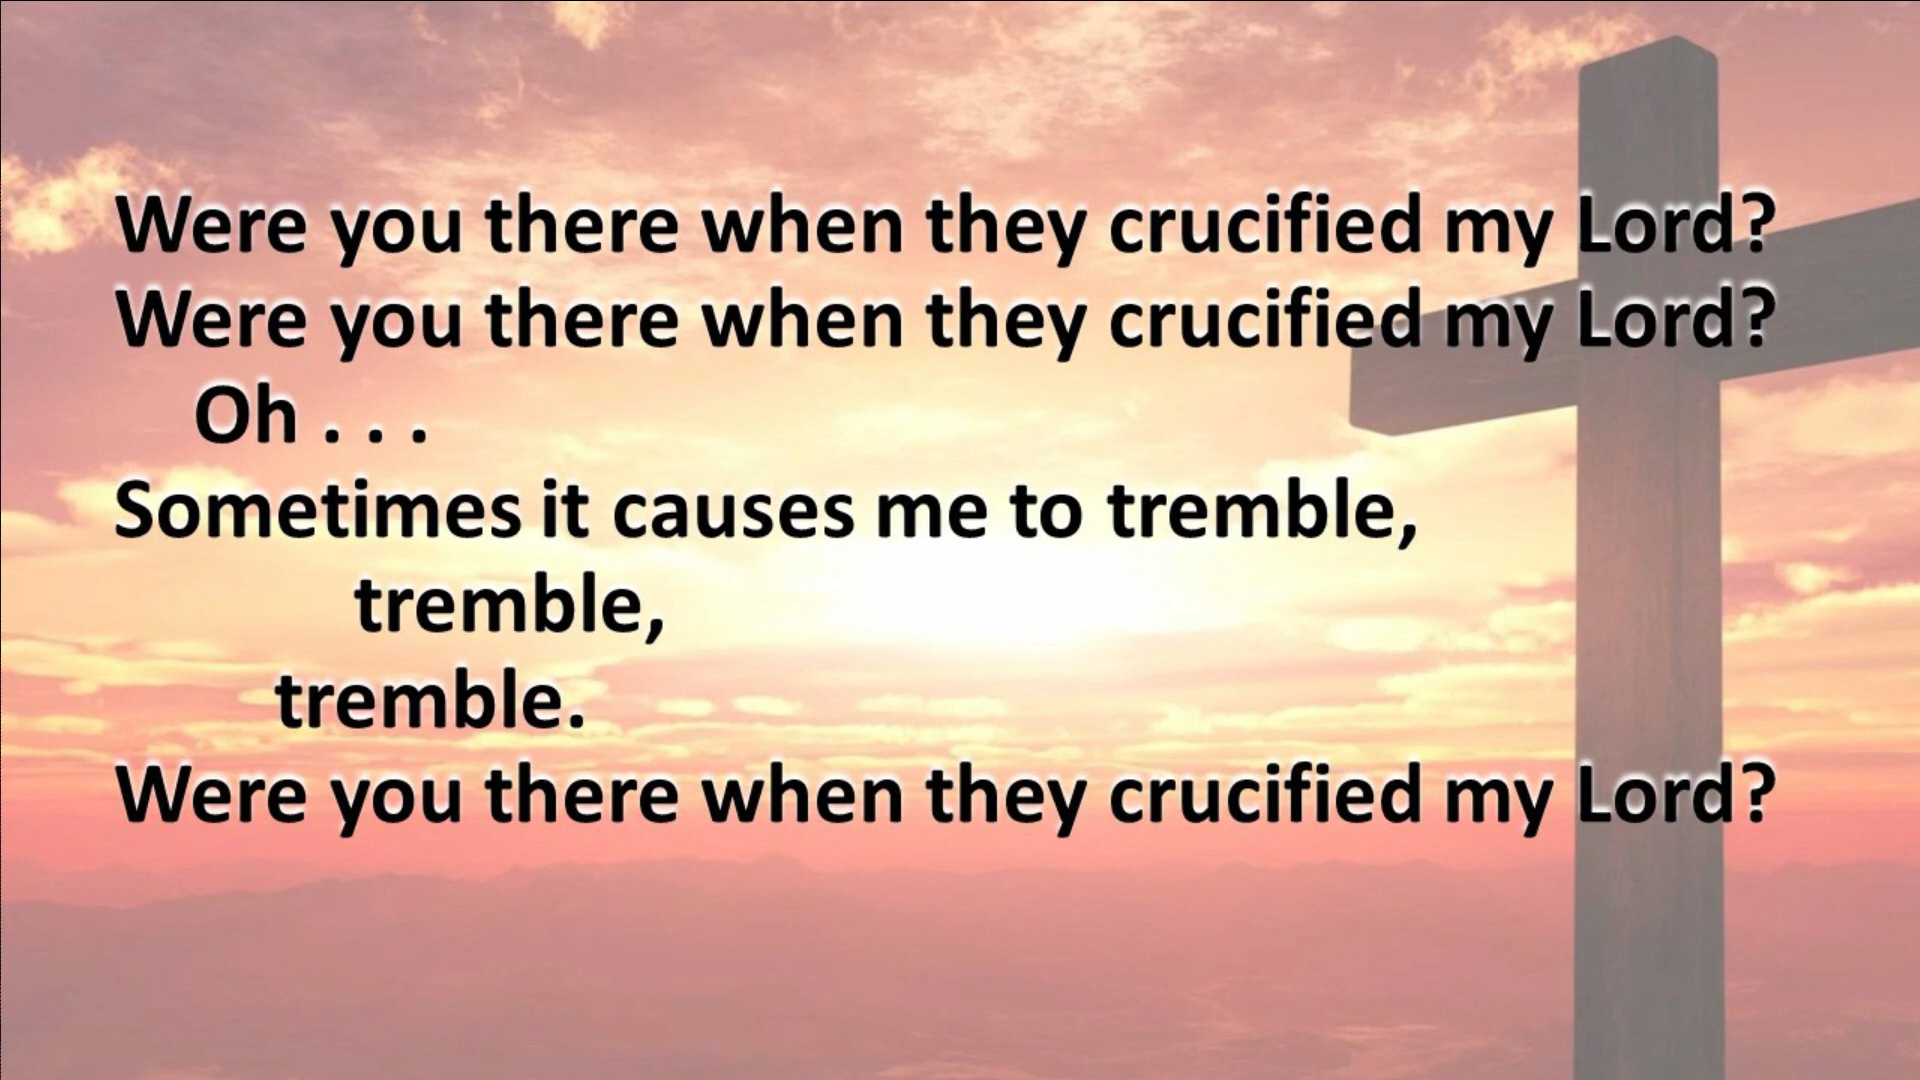 Were you there when they crucified my Lord?
Were you there when they crucified my Lord?
Oh . . .
Sometimes it causes me to tremble,
tremble,
tremble.
Were you there when they crucified my Lord?